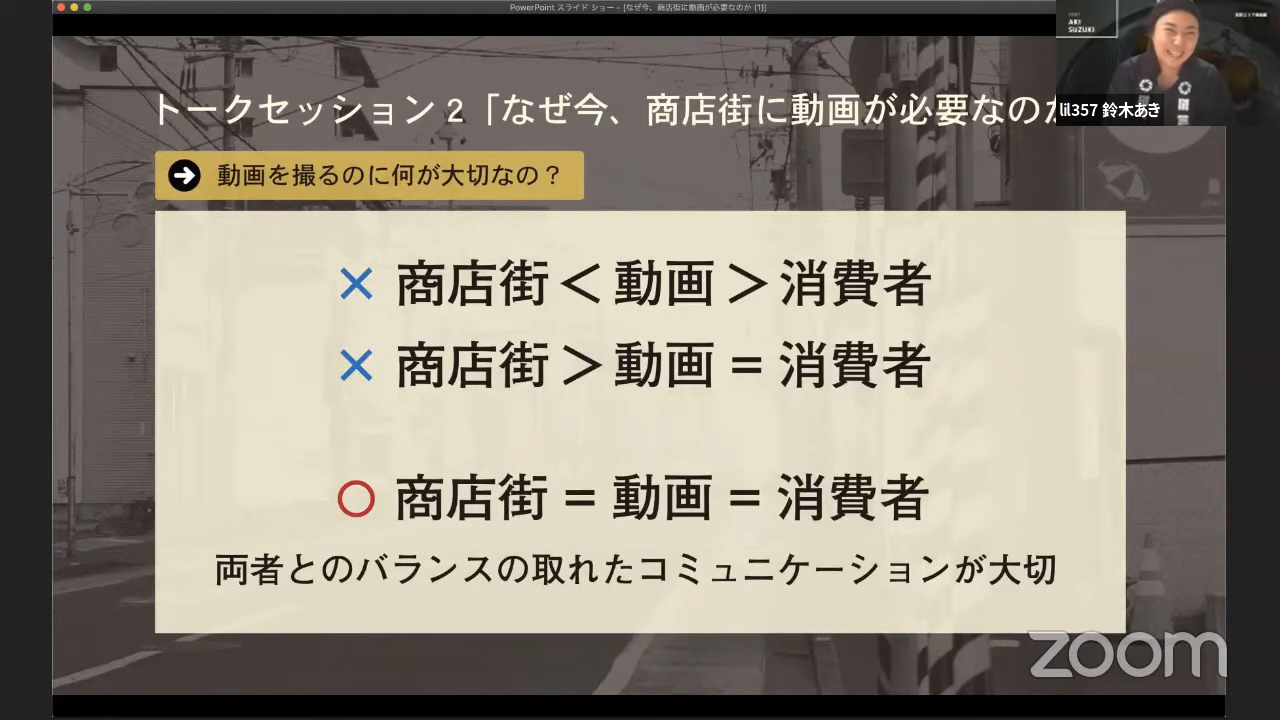 PowerPoint スライド ショー - [なぜ今、商店街に動画が必要なのか (1)]
AKI
SUZUKI
lil357 鈴木あき
トークセッション 2「なぜ今、商店街に動画が必要なのか
動画を撮るのに何が大切なの？
× 商店街＜動画＞消費者
× 商店街＞動画＝消費者
○ 商店街＝動画＝消費者
両者とのバランスの取れたコミュニケーションが大切
zoom